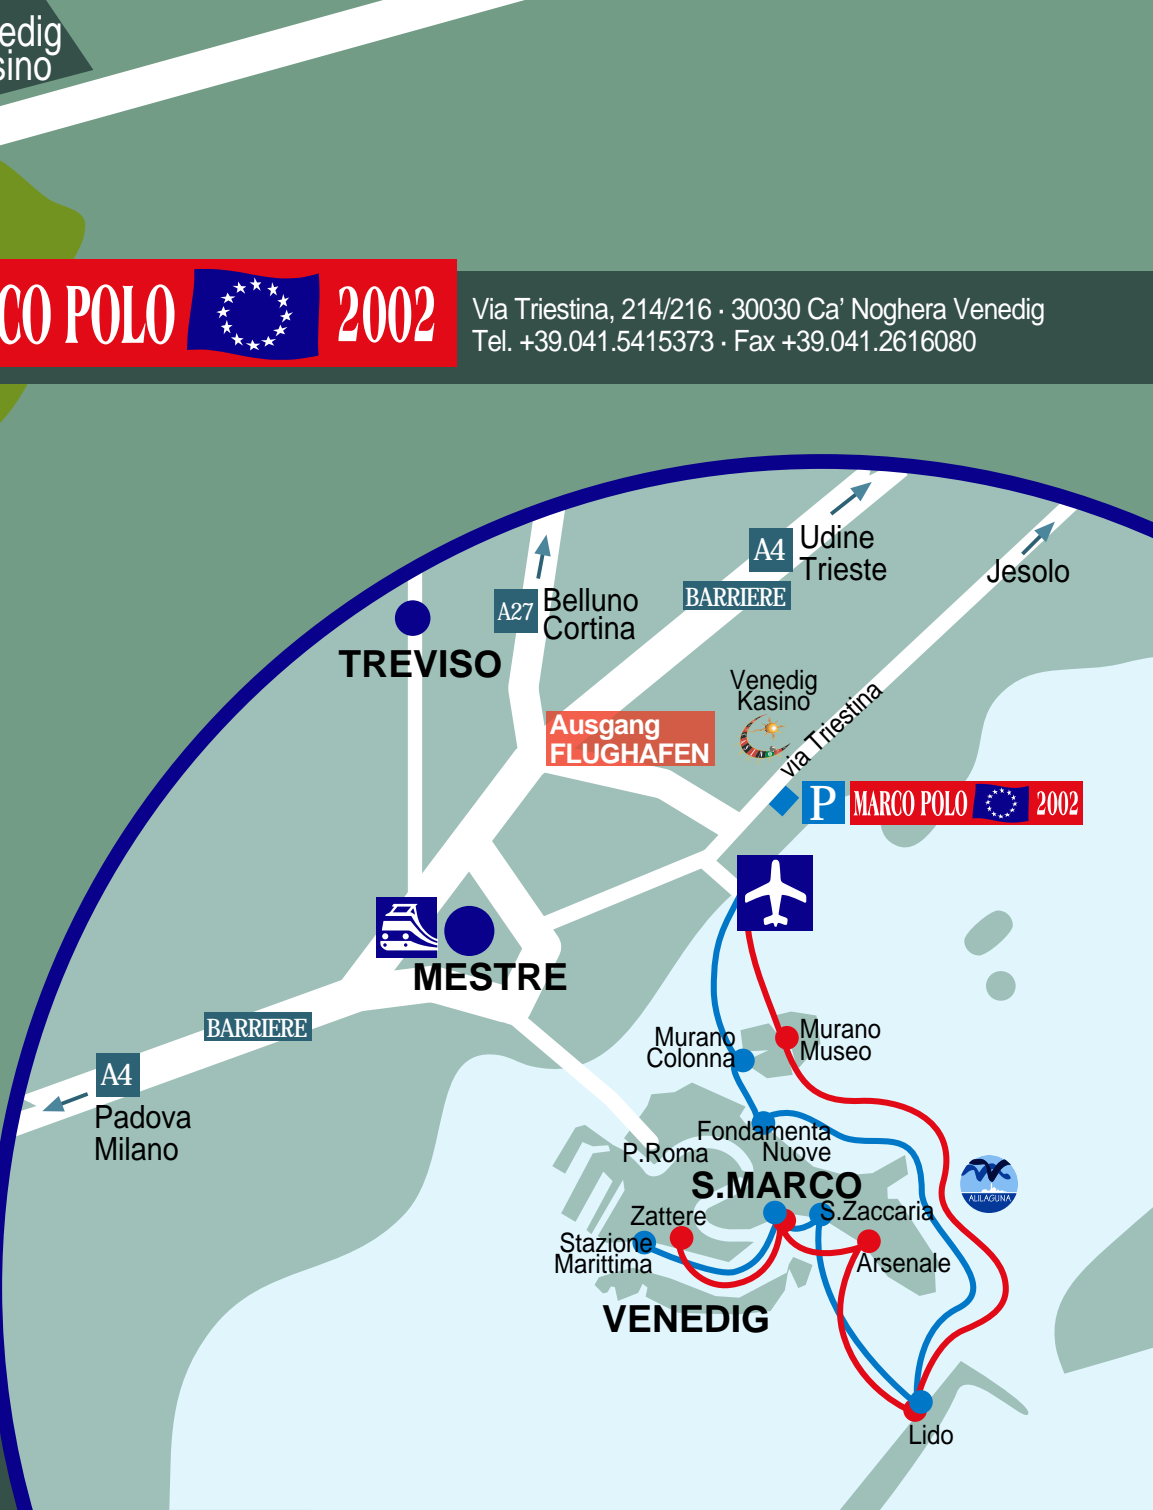 edig
sino
CO POLO 2002
Via Triestina, 214/216 · 30030 Ca’ Noghera Venedig
Tel. +39.041.5415373 · Fax +39.041.2616080
A4 Udine
Trieste
Jesolo
BARRIERE
A27 Belluno
Cortina
TREVISO
Venedig
Kasino
via Triestina
Ausgang
FLUGHAFEN
P MARCO POLO 2002
MESTRE
BARRIERE
A4
Padova
Milano
Murano
Colonna
Murano
Museo
Fondamenta
Nuove
P.Roma
S.MARCO
ALILAGUNA
Zattere
S.Zaccaria
Stazione
Marittima
Arsenale
VENEDIG
Lido